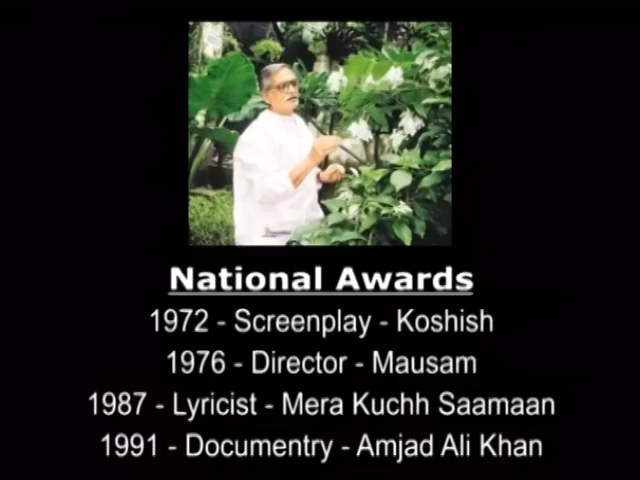 National Awards
1972 - Screenplay - Koshish
1976 - Director - Mausam
1987 - Lyricist - Mera Kuchh Saamaan
1991 - Documentry - Amjad Ali Khan